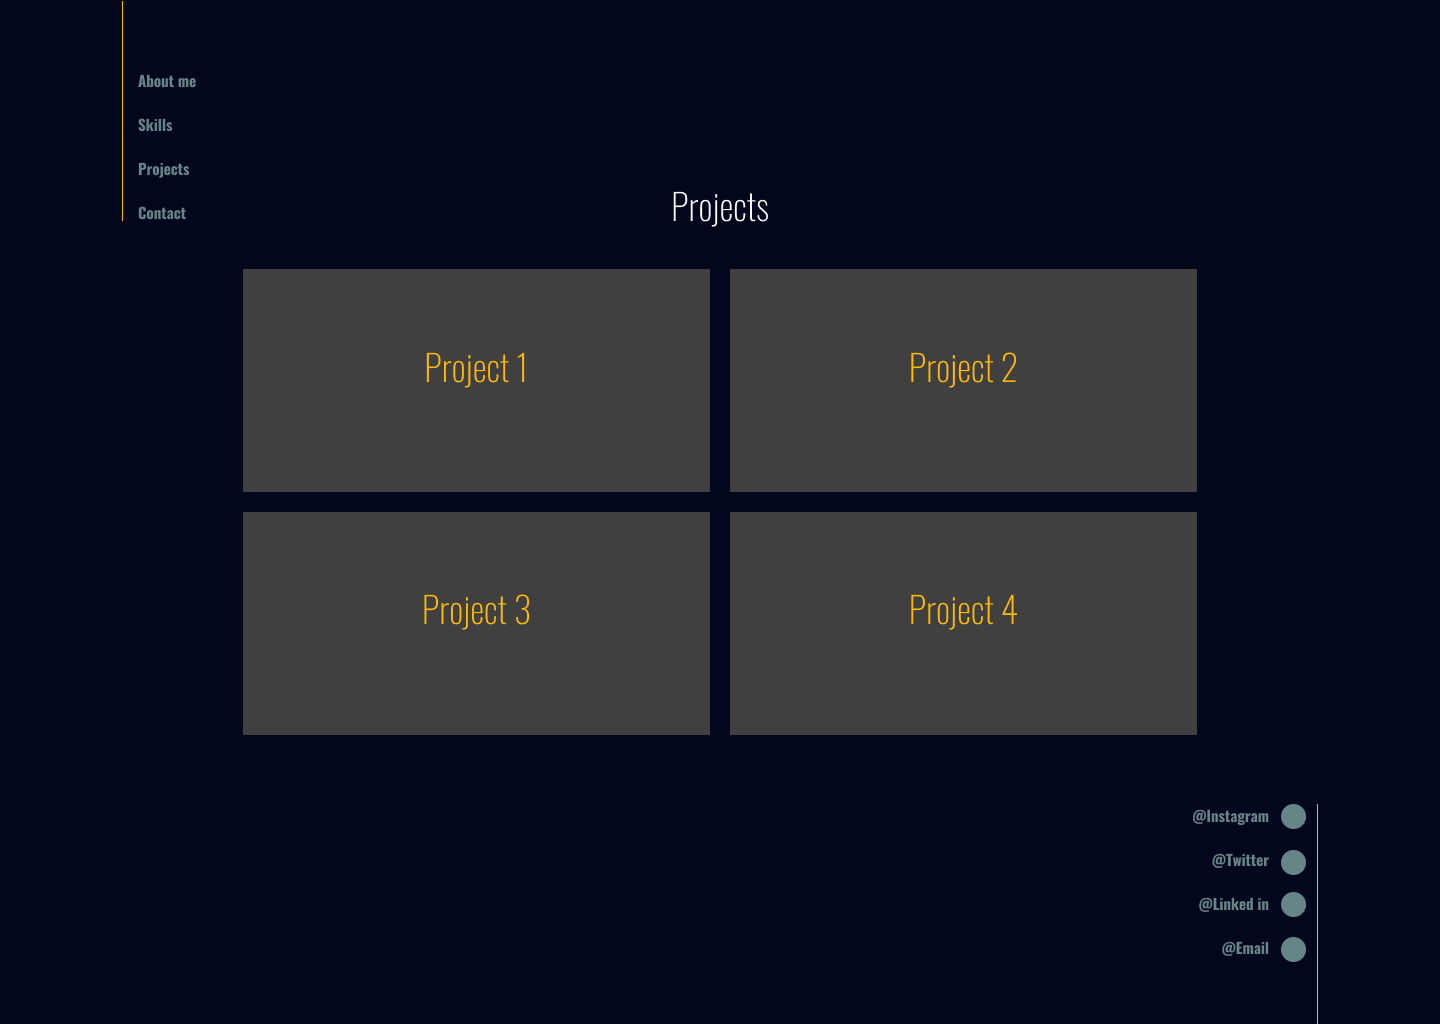 About me
Skills
Projects
Contact
Projects
Project 1
Project 2
Project 3
Project 4
@Instagram
@Twitter
@Linked in
@Email